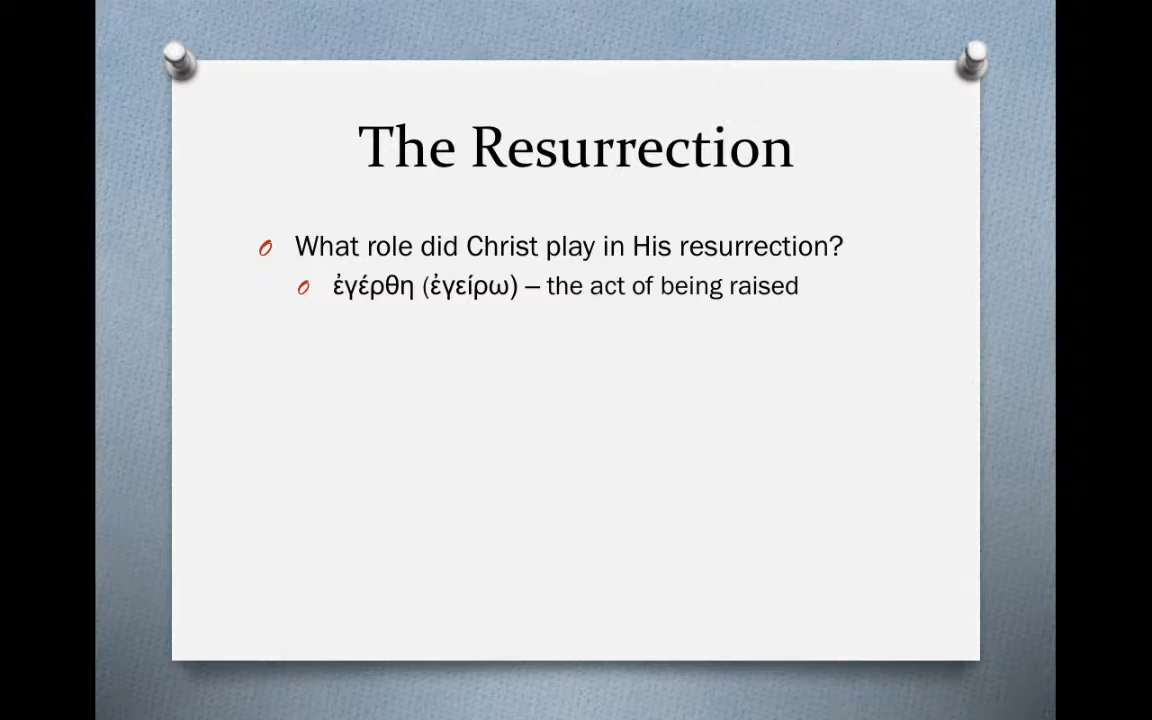 The Resurrection
What role did Christ play in His resurrection?
ἐγέρθη (ἐγείρω) – the act of being raised